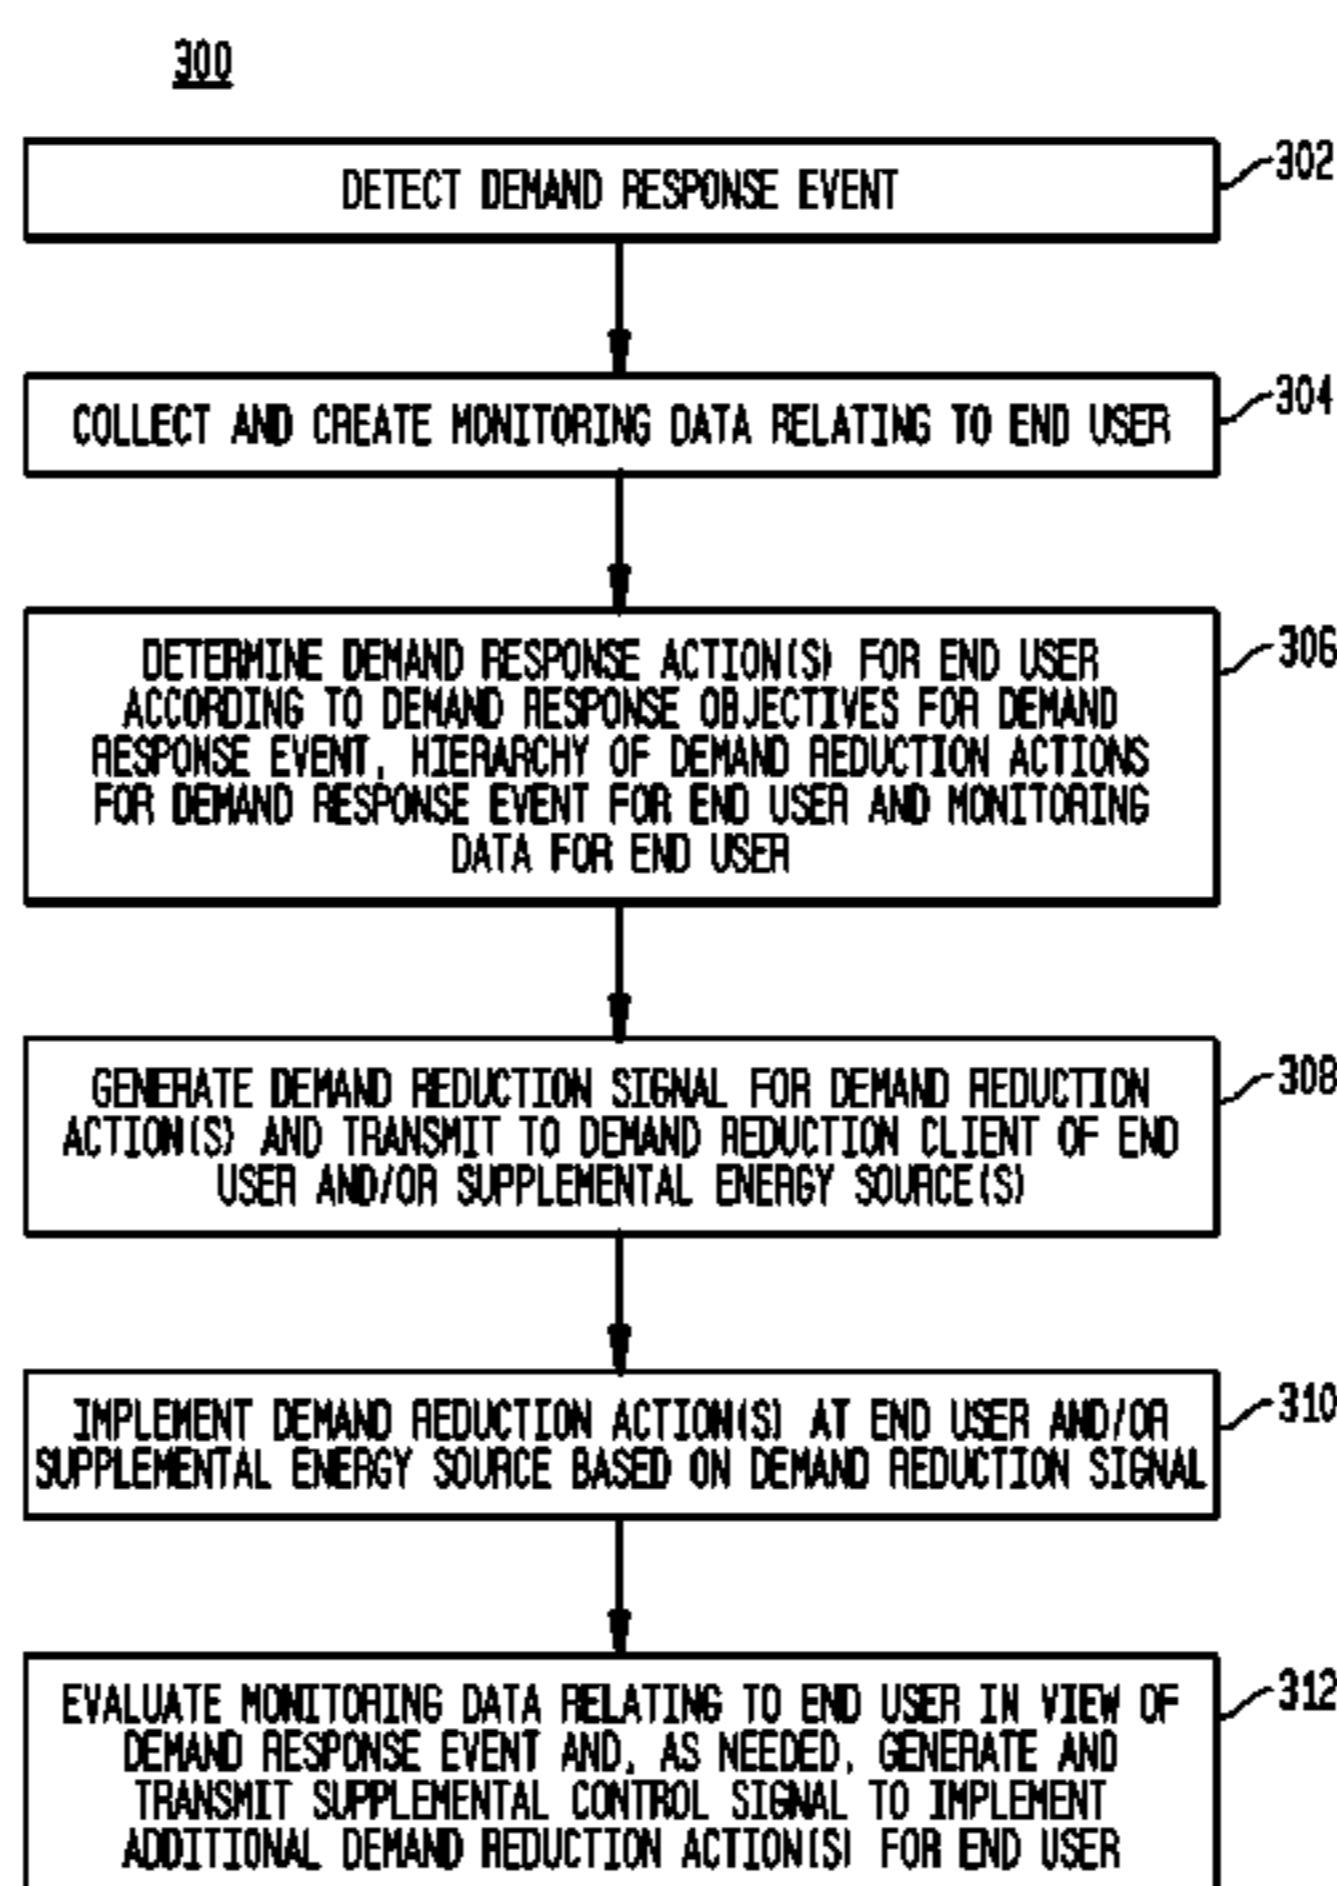 300
DETECT DEMAND RESPONSE EVENT
302
COLLECT AND CREATE MONITORING DATA RELATING TO END USER
304
DETERMINE DEMAND RESPONSE ACTION(S) FOR END USER
ACCORDING TO DEMAND RESPONSE OBJECTIVES FOR DEMAND
RESPONSE EVENT, HIERARCHY OF DEMAND REDUCTION ACTIONS
FOR DEMAND RESPONSE EVENT FOR END USER AND MONITORING
DATA FOR END USER
306
GENERATE DEMAND REDUCTION SIGNAL FOR DEMAND REDUCTION
ACTION(S) AND TRANSMIT TO DEMAND REDUCTION CLIENT OF END
USER AND/OR SUPPLEMENTAL ENERGY SOURCE(S)
308
IMPLEMENT DEMAND REDUCTION ACTION(S) AT END USER AND/OR
SUPPLEMENTAL ENERGY SOURCE BASED ON DEMAND REDUCTION SIGNAL
310
EVALUATE MONITORING DATA RELATING TO END USER IN VIEW OF
DEMAND RESPONSE EVENT AND, AS NEEDED, GENERATE AND
TRANSMIT SUPPLEMENTAL CONTROL SIGNAL TO IMPLEMENT
ADDITIONAL DEMAND REDUCTION ACTION(S) FOR END USER
312